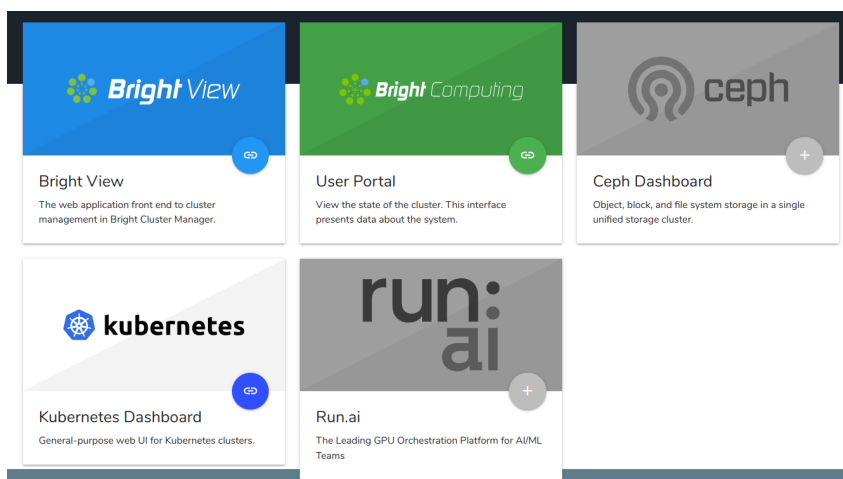 Bright View
Bright Computing
ceph
Bright View
The web application front end to cluster
management in Bright Cluster Manager.
User Portal
View the state of the cluster. This interface
presents data about the system.
Ceph Dashboard
Object, block, and file system storage in a single
unified storage cluster.
kubernetes
run:
ai
Kubernetes Dashboard
General-purpose web UI for Kubernetes clusters.
Run.ai
The Leading GPU Orchestration Platform for AI/ML
Teams